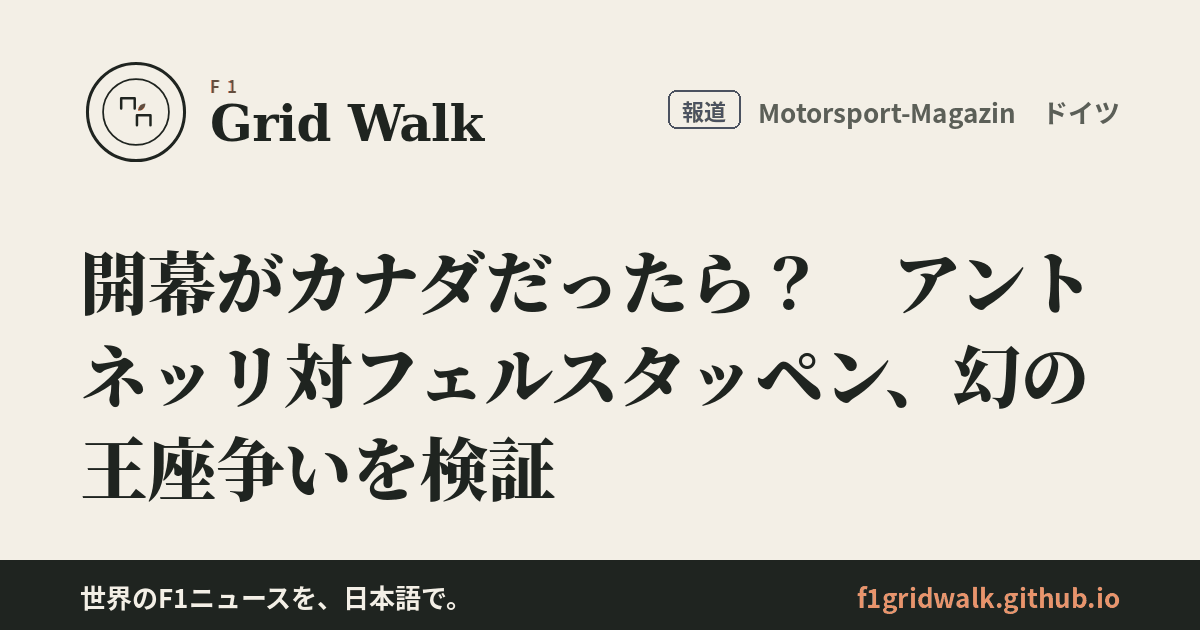 F1
Grid Walk
報道 Motorsport-Magazin ドイツ
開幕がカナダだったら？　アント
ネッリ対フェルスタッペン、幻の
王座争いを検証
世界のF1ニュースを、日本語で。
f1gridwalk.github.io